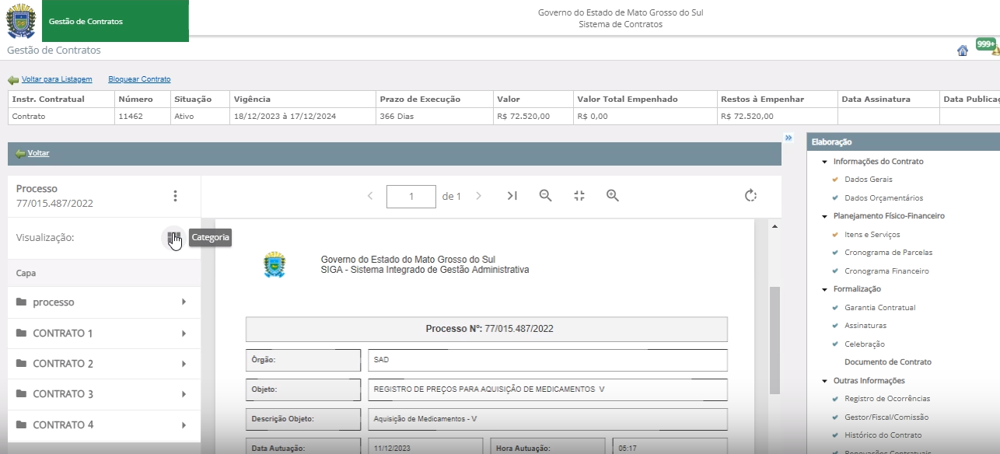 Gestão de Contratos
Governo do Estado de Mato Grosso do Sul
Sistema de Contratos
Gestão de Contratos
999+
Voltar para Listagem Bloquear Contrato
Instr. Contratual Número Situação Vigência Prazo de Execução Valor Valor Total Empenhado Restos à Empenhar Data Assinatura Data Publicaç
Contrato 11462 Ativo 18/12/2023 à 17/12/2024 366 Dias R$ 72.520,00 R$ 0,00 R$ 72.520,00
Voltar
Processo
77/015.487/2022
Visualização:
Categoria
Capa
processo
CONTRATO 1
CONTRATO 2
CONTRATO 3
CONTRATO 4
1 de 1
Governo do Estado do Mato Grosso do Sul
SIGA - Sistema Integrado de Gestão Administrativa
Processo Nº: 77/015.487/2022
Órgão: SAD
Objeto: REGISTRO DE PREÇOS PARA AQUISIÇÃO DE MEDICAMENTOS V
Descrição Objeto: Aquisição de Medicamentos - V
Data Autuação: 11/12/2023 Hora Autuação: 05:17
Elaboração
Informações do Contrato
Dados Gerais
Dados Orçamentários
Planejamento Físico-Financeiro
Itens e Serviços
Cronograma de Parcelas
Cronograma Financeiro
Formalização
Garantia Contratual
Assinaturas
Celebração
Documento de Contrato
Outras Informações
Registro de Ocorrências
Gestor/Fiscal/Comissão
Histórico do Contrato
Renovações Contratuais